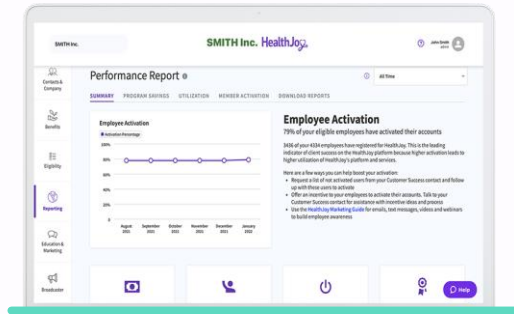 SMITH Inc.
SMITH Inc. HealthJoy
John Smith
Contacts &
Company
Benefits
Eligibility
Reporting
Education &
Marketing
Broadcaster
Performance Report
All Time
SUMMARY PROGRAM SAVINGS UTILIZATION MEMBER ACTIVATION DOWNLOAD REPORTS
Employee Activation
Activation Percentage
100%
80%
60%
40%
20%
0%
August
2021
September
2021
October
2021
November
2021
December
2021
January
2022
Employee Activation
79% of your eligible employees have activated their accounts
3436 of your 4334 employees have registered for HealthJoy. This is the leading
indicator of client success on the HealthJoy platform because higher activation leads to
higher utilization of HealthJoy's platform and services.
Here are a few ways you can help boost your activation:
• Request a list of not activated users from your Customer Success contact and follow
up with these users to activate
• Offer an incentive to your employees to activate their accounts. Talk to your
Customer Success contact for assistance with incentive ideas and process
• Use the HealthJoy Marketing Guide for emails, text messages, videos and webinars
to build employee awareness
Help